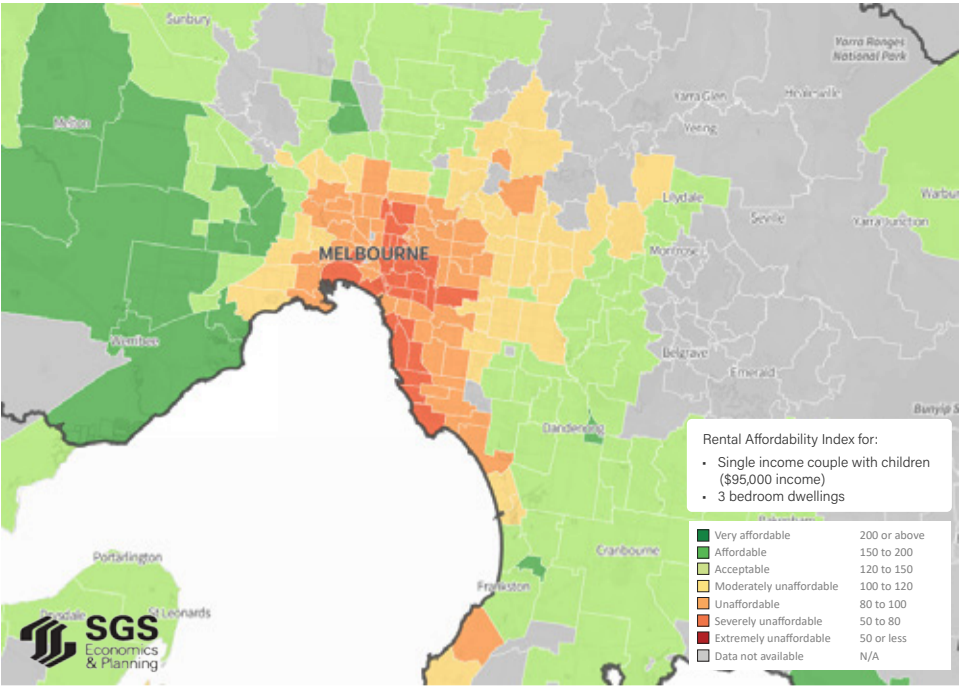 Sunbury
Yarra Ranges
National Park
Yarra Glen
Healesville
Melton
Yering
Lilydale
Warbur
Seville
Yarra Junction
MELBOURNE
Montrose
Werribee
Belgrave
Emerald
Bunyip S
Dandenong
Rental Affordability Index for:
• Single income couple with children
($95,000 income)
• 3 bedroom dwellings
Pakenham
Very affordable 200 or above
Affordable 150 to 200
Acceptable 120 to 150
Moderately unaffordable 100 to 120
Unaffordable 80 to 100
Severely unaffordable 50 to 80
Extremely unaffordable 50 or less
Data not available N/A
Portarlington
Cranbourne
Frankston
Drysdale
St Leonards
SGS
Economics
& Planning